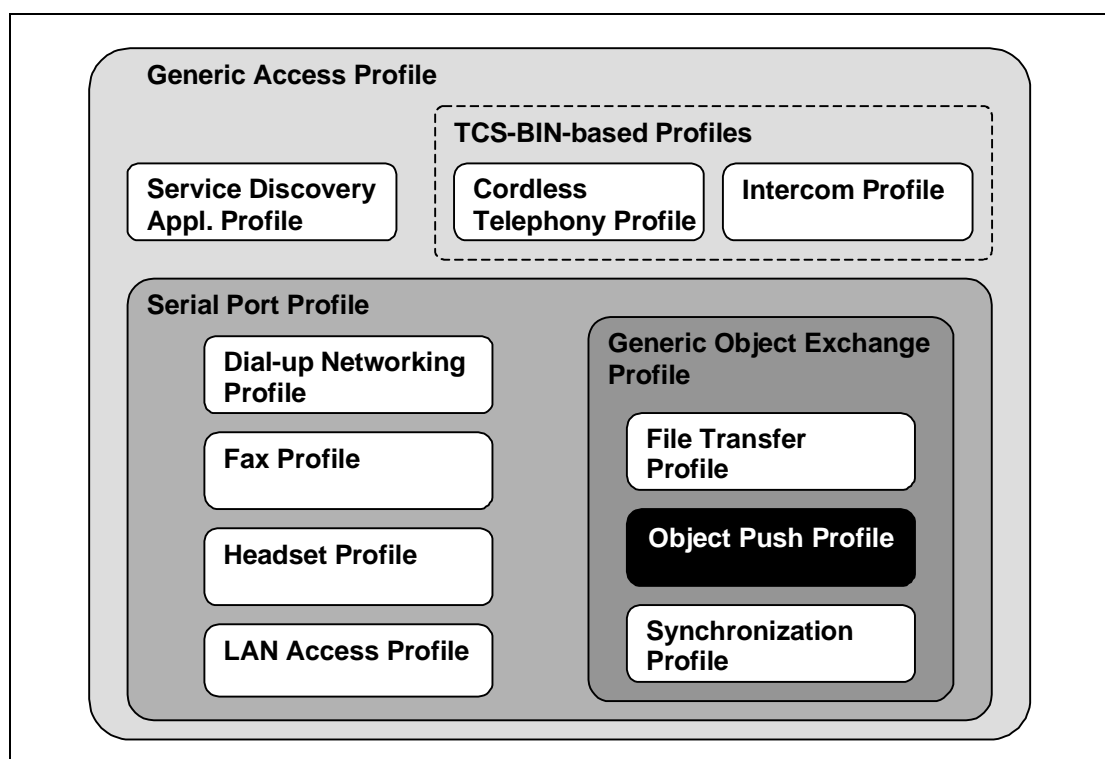 Generic Access Profile
TCS-BIN-based Profiles
Service Discovery
Appl. Profile
Cordless
Telephony Profile
Intercom Profile
Serial Port Profile
Dial-up Networking
Profile
Fax Profile
Headset Profile
LAN Access Profile
Generic Object Exchange
Profile
File Transfer
Profile
Object Push Profile
Synchronization
Profile